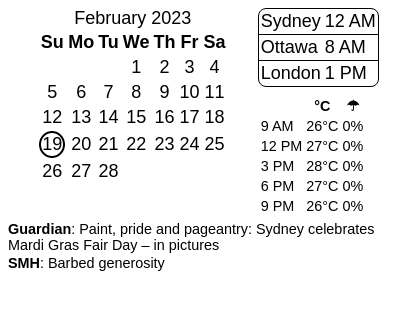 February 2023
Su Mo Tu We Th Fr Sa
1 2 3 4
5 6 7 8 9 10 11
12 13 14 15 16 17 18
19 20 21 22 23 24 25
26 27 28
Sydney 12 AM
Ottawa 8 AM
London 1 PM
°C ☂
9 AM 26°C 0%
12 PM 27°C 0%
3 PM 28°C 0%
6 PM 27°C 0%
9 PM 26°C 0%
Guardian: Paint, pride and pageantry: Sydney celebrates
Mardi Gras Fair Day – in pictures
SMH: Barbed generosity